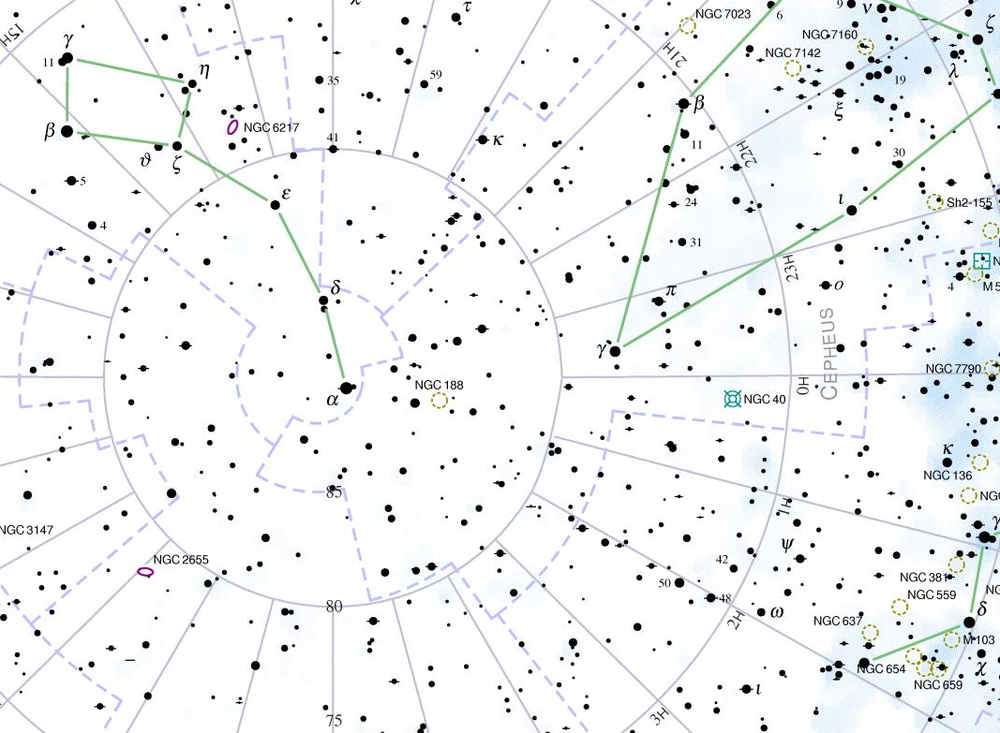 τ
6
9
ν
NGC 7023
ζ
15H
γ
21H
NGC 7160
11
η
NGC 7142
λ
59
35
19
β
ξ
NGC 6217
β
11
ϑ
ζ
41
κ
22H
30
5
ε
24
ι
Sh2-155
4
31
23H
δ
π
ο
4
M 5
γ
CEPHEUS
NGC 7790
NGC 188
0H
α
NGC 40
κ
NGC 136
85
1H
NGC 3147
γ
ψ
NGC 2655
42
NGC 381
50
48
NGC 559
80
2H
ω
δ
NGC 637
M 103
NGC 654
χ
NGC 659
ι
75
3H